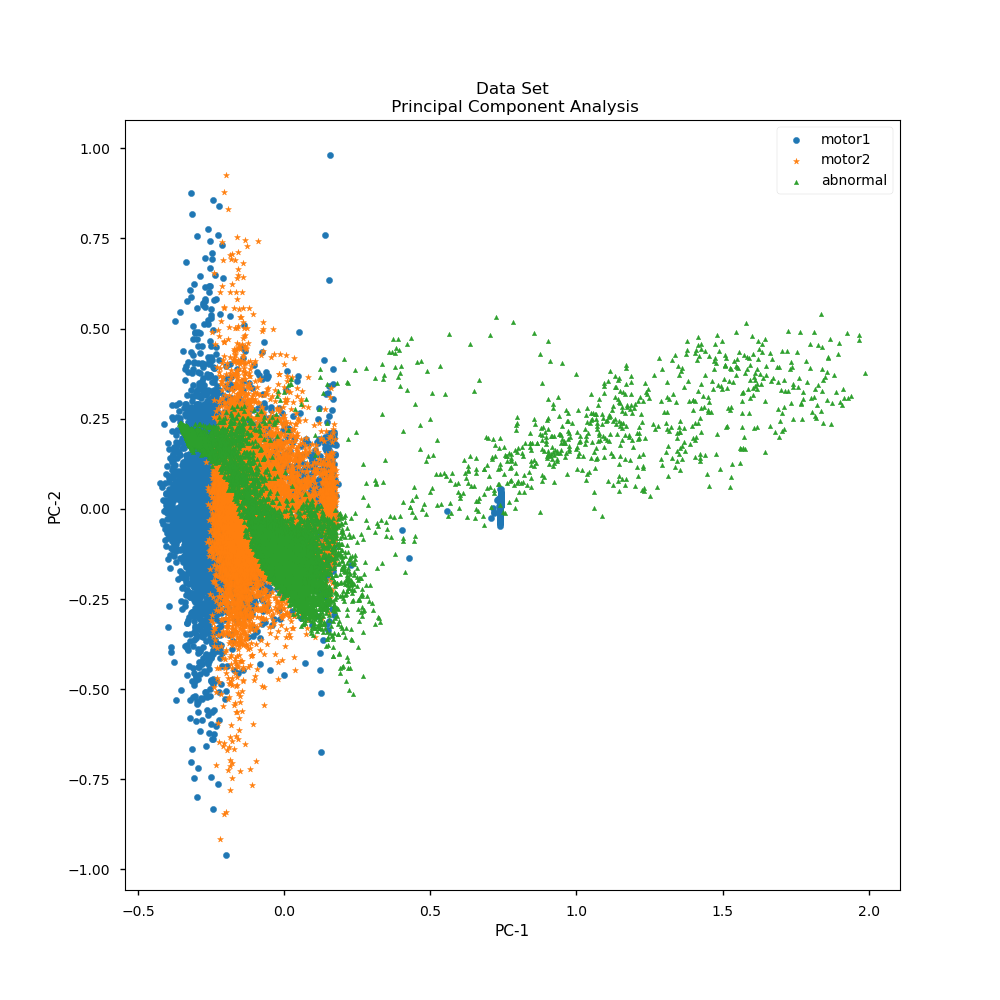 Data Set
Principal Component Analysis
motor1
motor2
abnormal
1.00
0.75
0.50
0.25
0.00
−0.25
−0.50
−0.75
−1.00
PC-2
−0.5
0.0
0.5
1.0
1.5
2.0
PC-1